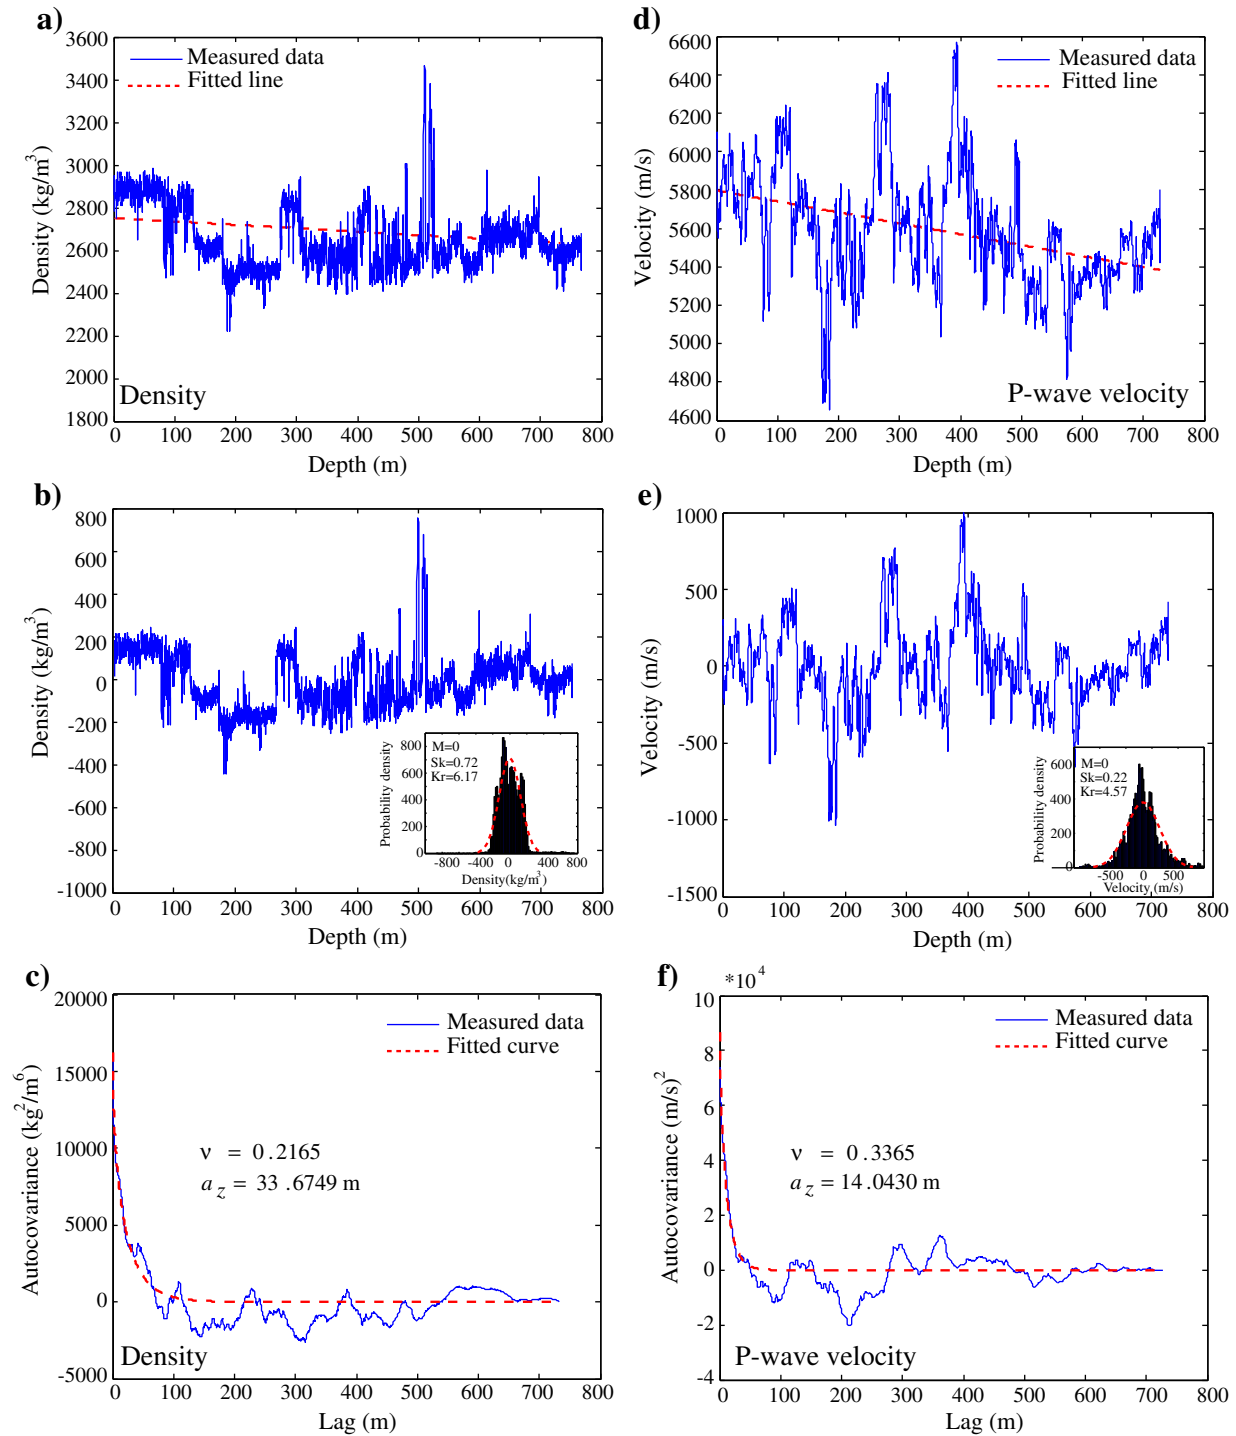 a)
3600
3400
3200
3000
2800
2600
2400
2200
2000
1800
Density (kg/m³)
Measured data
Fitted line
Density
0 100 200 300 400 500 600 700 800
Depth (m)
d)
6600
6400
6200
6000
5800
5600
5400
5200
5000
4800
4600
Velocity (m/s)
Measured data
Fitted line
P-wave velocity
0 100 200 300 400 500 600 700 800
Depth (m)
b)
800
600
400
200
0
-200
-400
-600
-800
-1000
Density (kg/m³)
M=0
Sk=0.72
Kr=6.17
800
600
400
200
0
Probability density
-800 -400 0 400 800
Density(kg/m³)
0 100 200 300 400 500 600 700 800
Depth (m)
e)
1000
500
0
-500
-1000
-1500
Velocity (m/s)
M=0
Sk=0.22
Kr=4.57
600
400
200
0
Probability density
-500 0 500
Velocity (m/s)
0 100 200 300 400 500 600 700 800
Depth (m)
c)
20000
15000
10000
5000
0
-5000
Autocovariance (kg²/m⁶)
Measured data
Fitted curve
ν = 0.2165
a_z = 33.6749 m
Density
0 100 200 300 400 500 600 700 800
Lag (m)
f)
*10⁴
10
8
6
4
2
0
-2
-4
Autocovariance (m/s)²
Measured data
Fitted curve
ν = 0.3365
a_z = 14.0430 m
P-wave velocity
0 100 200 300 400 500 600 700 800
Lag (m)